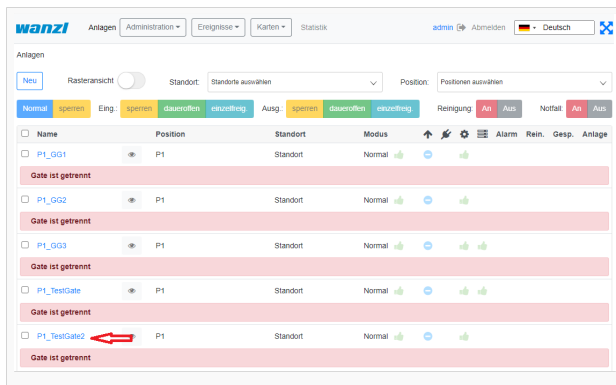 wanzl Anlagen Administration Ereignisse Karten Statistik admin Abmelden Deutsch
Anlagen
Neu Rasteransicht Standort: Standorte auswählen Position: Positionen auswählen
Normal sperren Eing.: sperren daueroffen einzelfreig. Ausg.: sperren daueroffen einzelfreig. Reinigung: An Aus Notfall: An Aus
Name Position Standort Modus Alarm Rein. Gesp. Anlage
P1_GG1 P1 Standort Normal
Gate ist getrennt
P1_GG2 P1 Standort Normal
Gate ist getrennt
P1_GG3 P1 Standort Normal
Gate ist getrennt
P1_TestGate P1 Standort Normal
Gate ist getrennt
P1_TestGate2 P1 Standort Normal
Gate ist getrennt